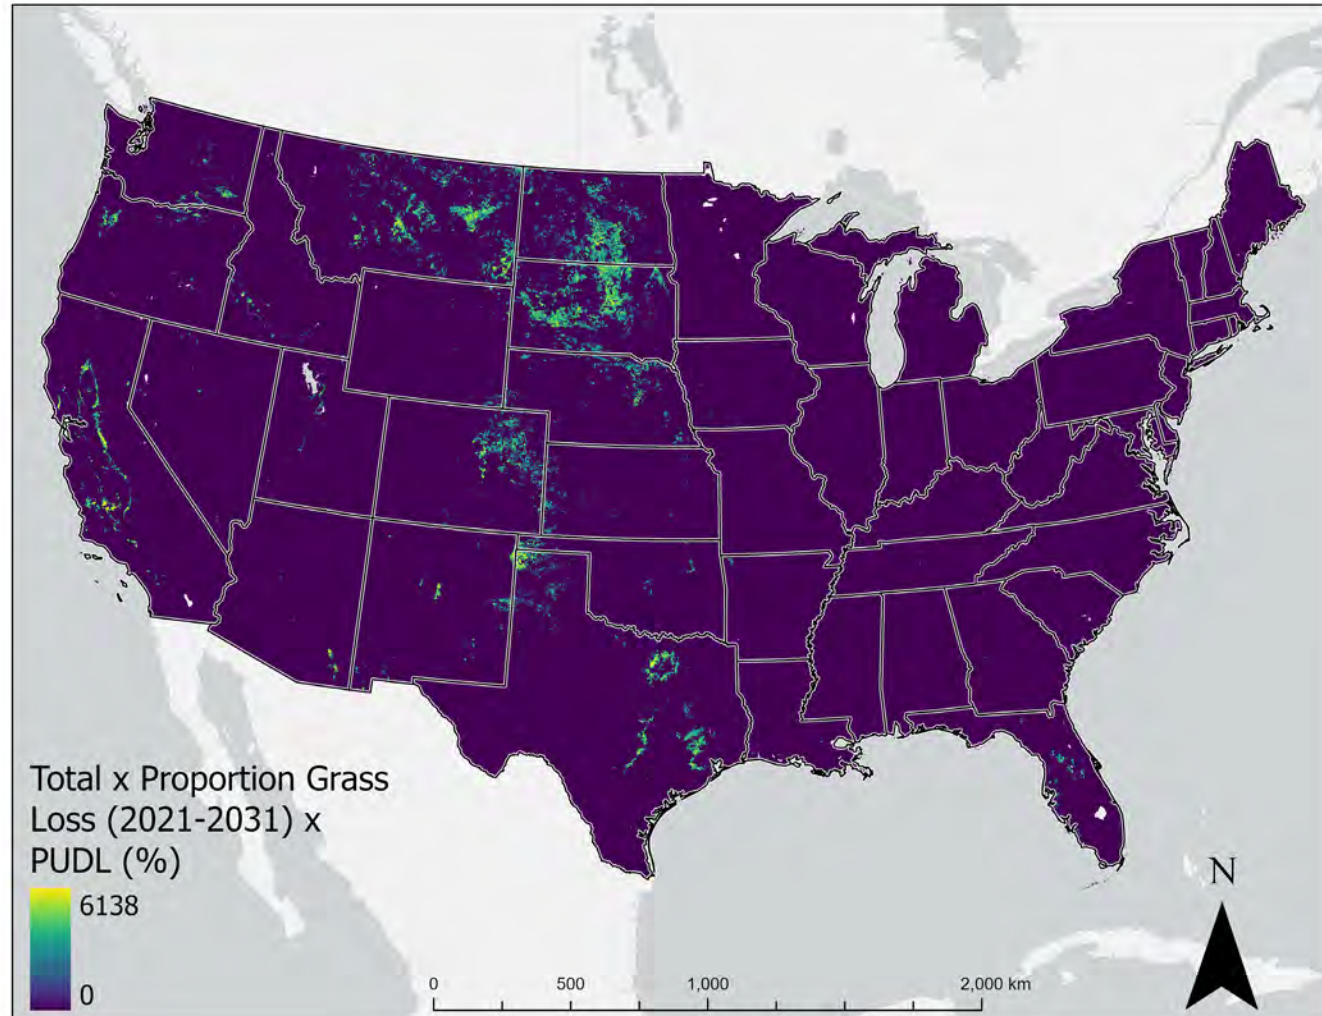 Total x Proportion Grass
Loss (2021-2031) x
PUDL (%)
6138
0
0 500 1,000 2,000 km
N